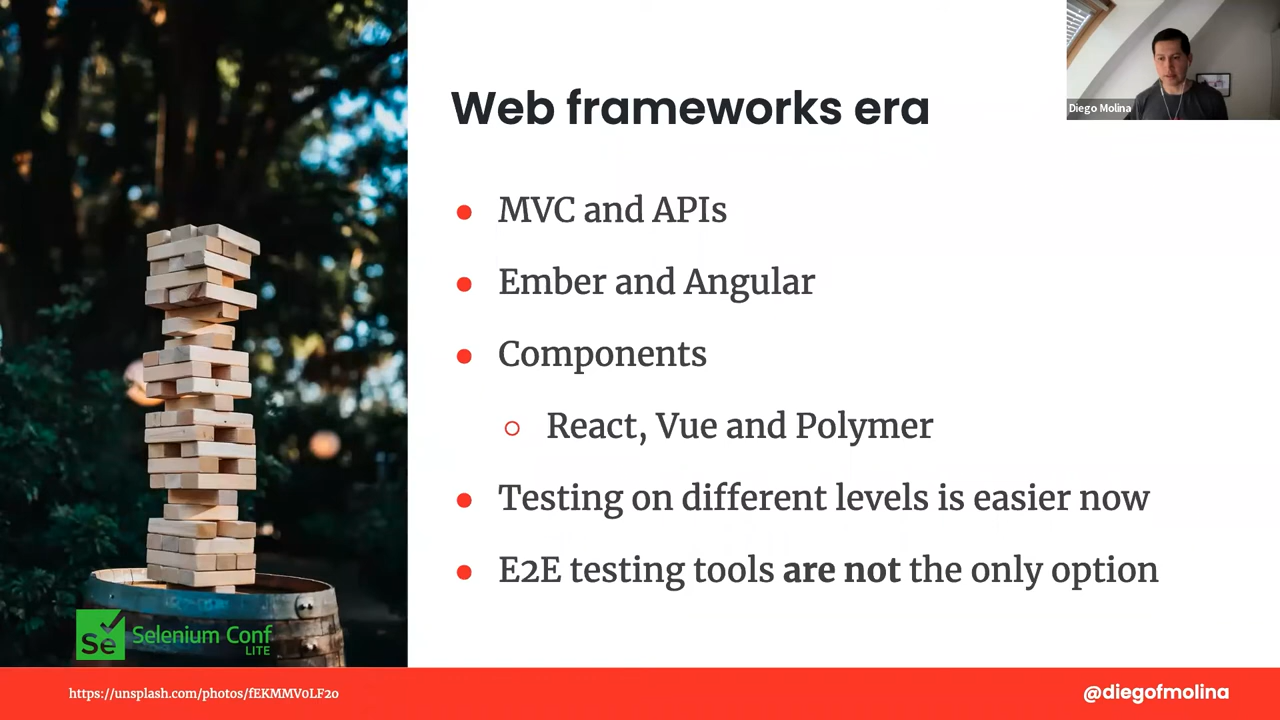 Web frameworks era
Diego Molina
MVC and APIs
Ember and Angular
Components
React, Vue and Polymer
Testing on different levels is easier now
E2E testing tools are not the only option
Se Selenium Conf
LITE
https://unsplash.com/photos/fEKMMV0LF2o
@diegofmolina